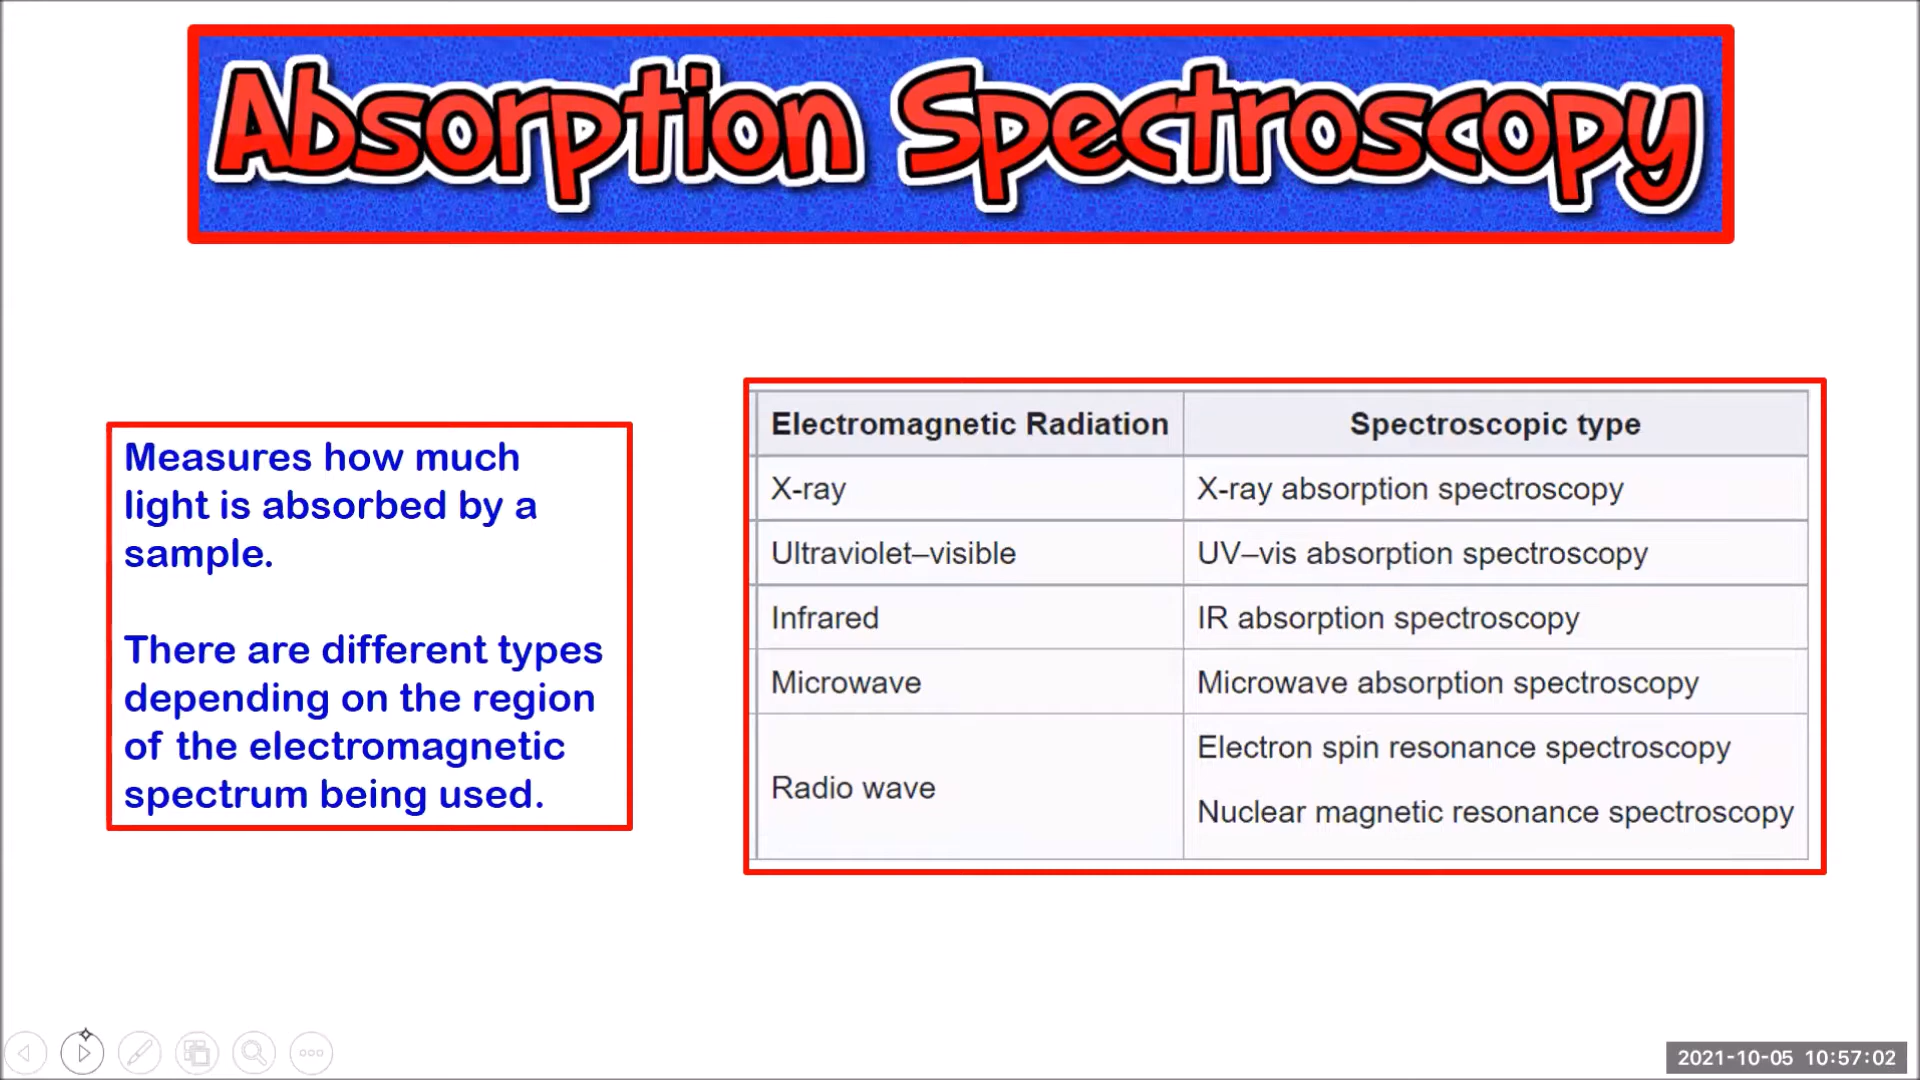 Absorption Spectroscopy
Measures how much
light is absorbed by a
sample.
There are different types
depending on the region
of the electromagnetic
spectrum being used.
Electromagnetic Radiation Spectroscopic type
X-ray X-ray absorption spectroscopy
Ultraviolet–visible UV–vis absorption spectroscopy
Infrared IR absorption spectroscopy
Microwave Microwave absorption spectroscopy
Radio wave Electron spin resonance spectroscopy
Nuclear magnetic resonance spectroscopy
2021-10-05 10:57:02